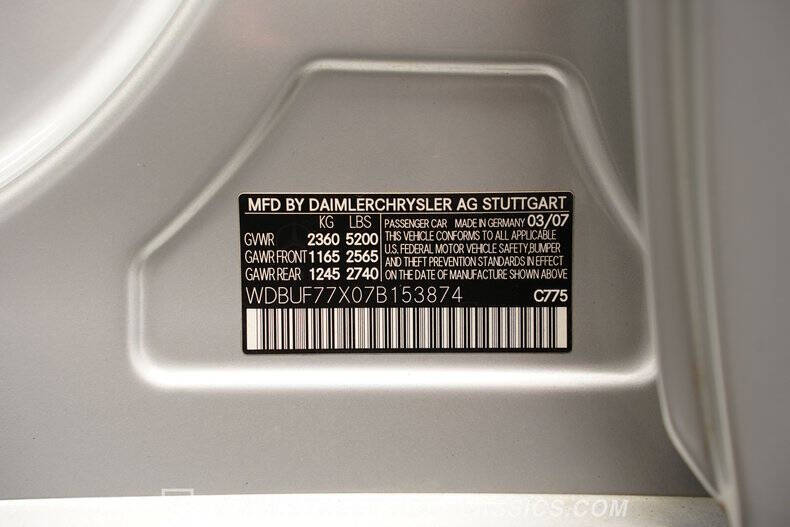 MFD BY DAIMLERCHRYSLER AG STUTTGART
KG LBS
GVWR 2360 5200
GAWR FRONT 1165 2565
GAWR REAR 1245 2740
PASSENGER CAR MADE IN GERMANY 03/07
THIS VEHICLE CONFORMS TO ALL APPLICABLE
U.S. FEDERAL MOTOR VEHICLE SAFETY, BUMPER
AND THEFT PREVENTION STANDARDS IN EFFECT
ON THE DATE OF MANUFACTURE SHOWN ABOVE
WDBUF77X07B153874 C775